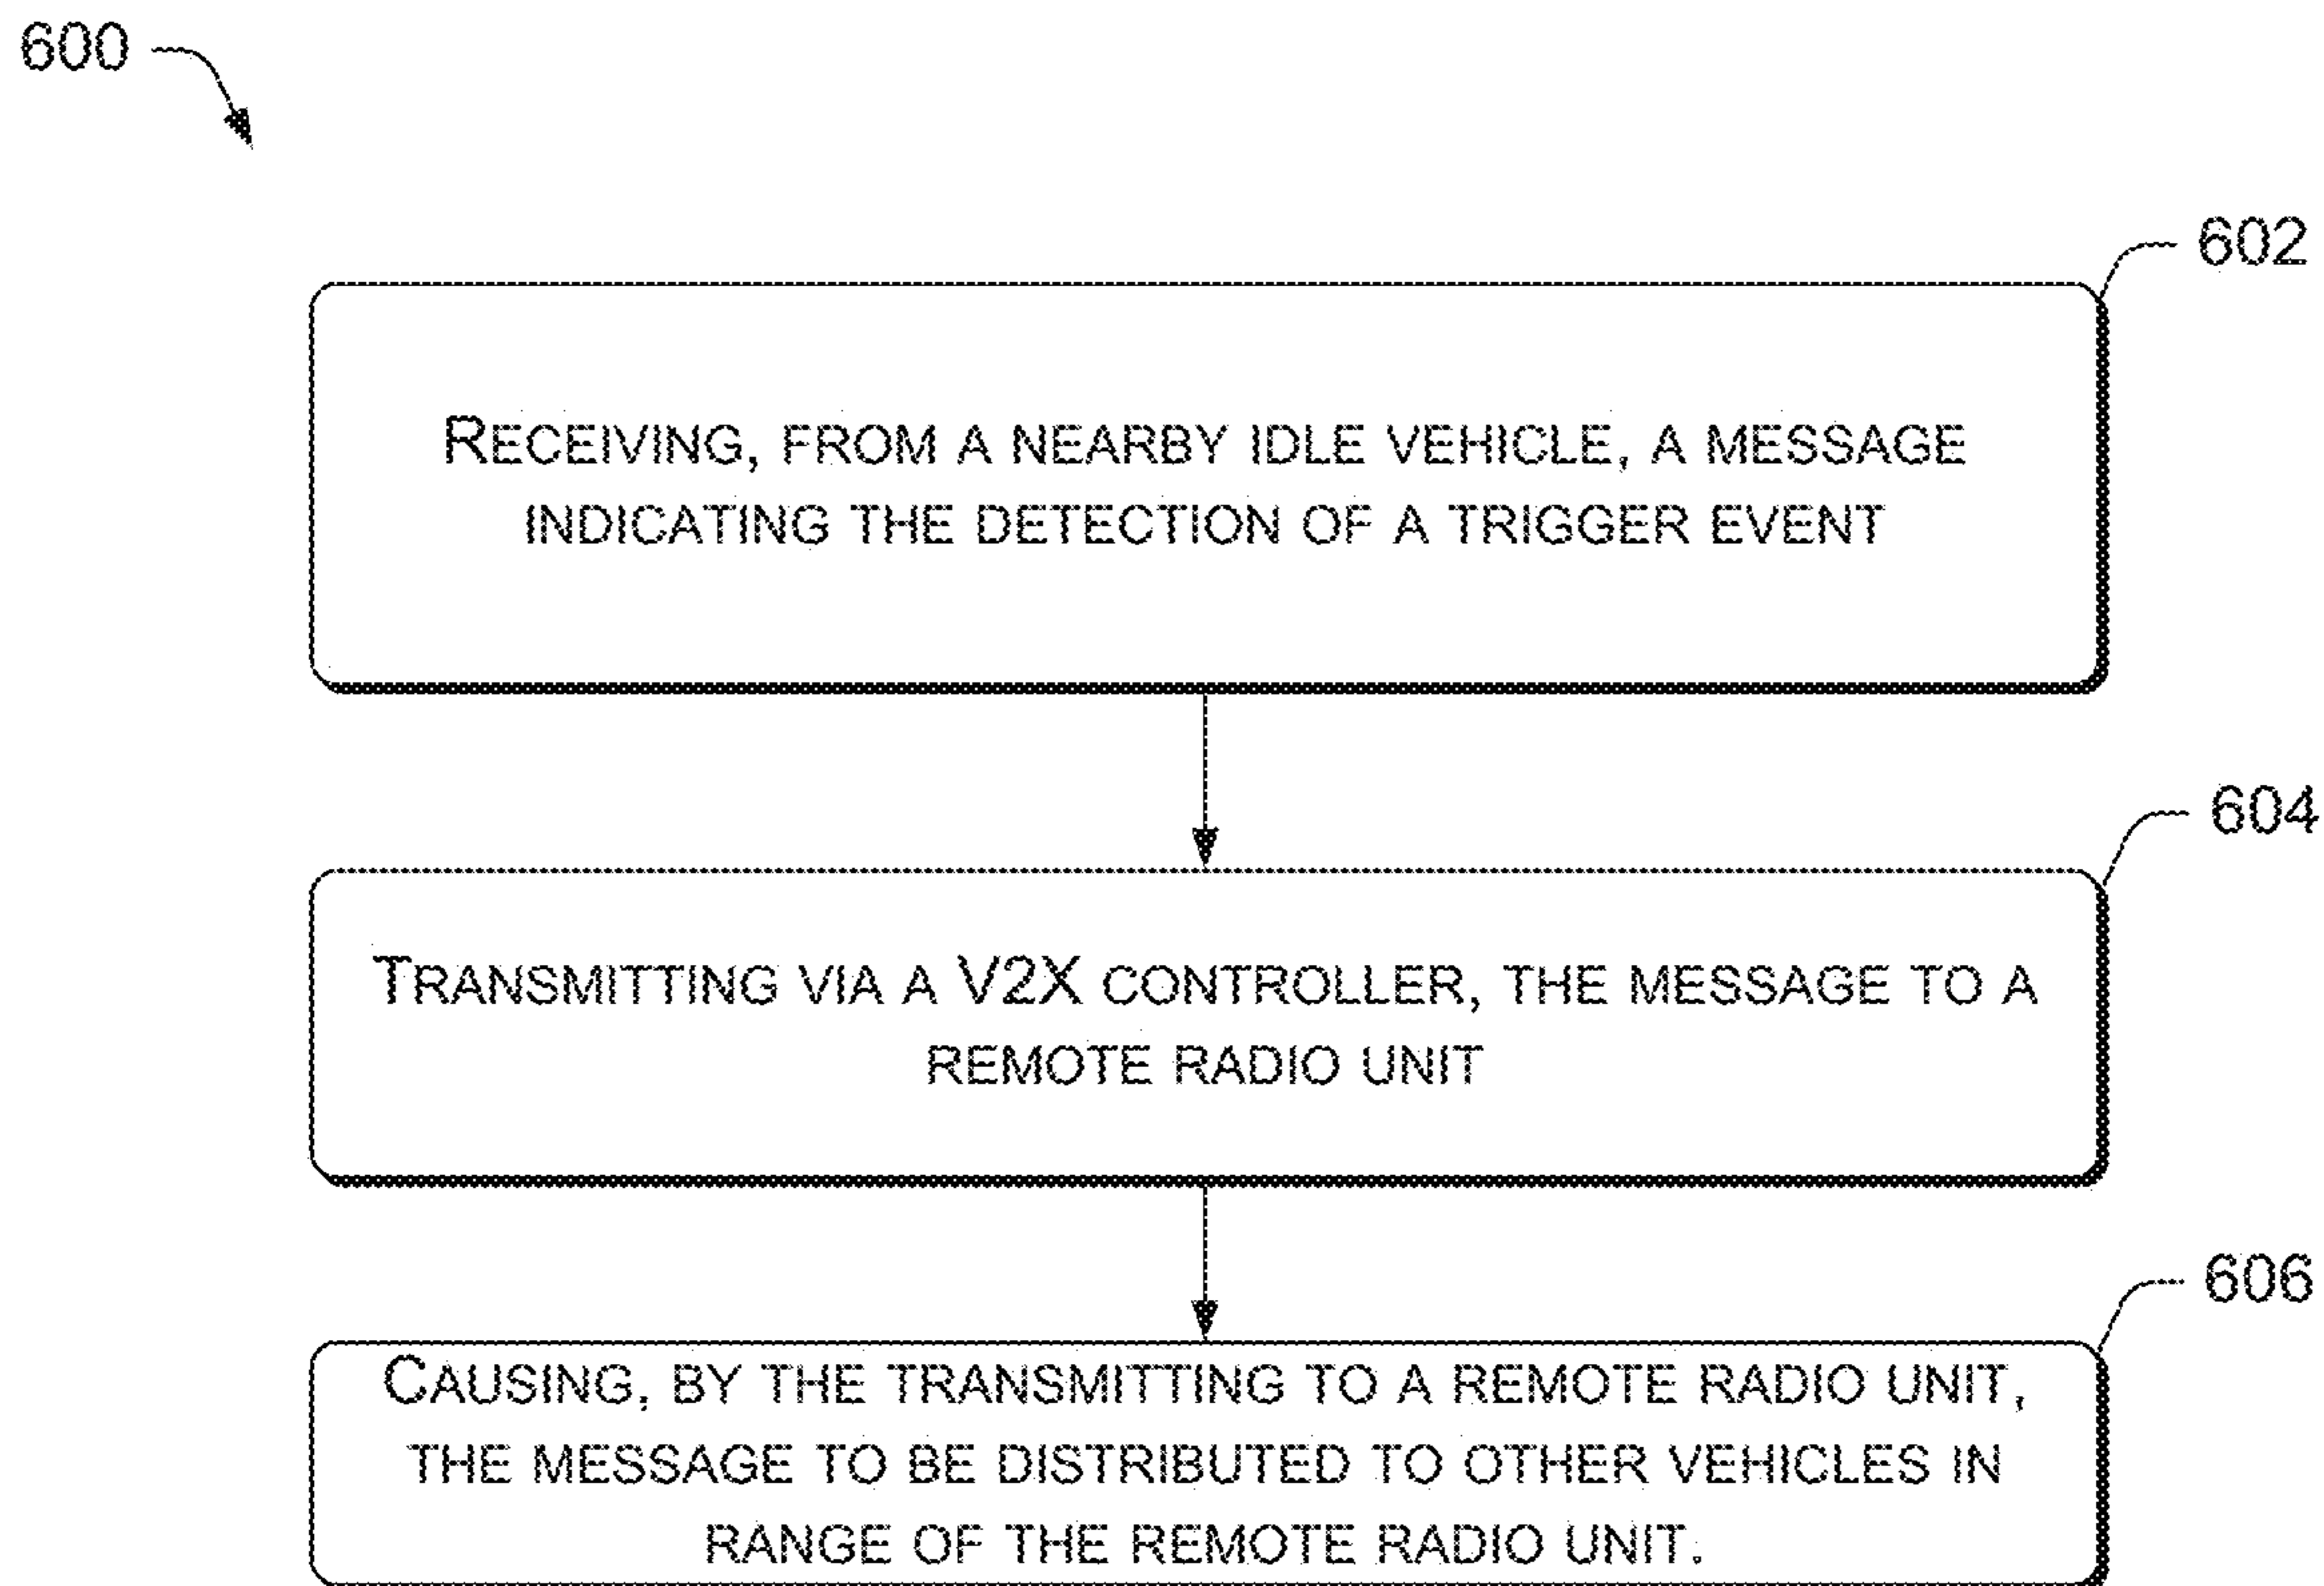 600
602
RECEIVING, FROM A NEARBY IDLE VEHICLE, A MESSAGE
INDICATING THE DETECTION OF A TRIGGER EVENT
604
TRANSMITTING VIA A V2X CONTROLLER, THE MESSAGE TO A
REMOTE RADIO UNIT
606
CAUSING, BY THE TRANSMITTING TO A REMOTE RADIO UNIT,
THE MESSAGE TO BE DISTRIBUTED TO OTHER VEHICLES IN
RANGE OF THE REMOTE RADIO UNIT.